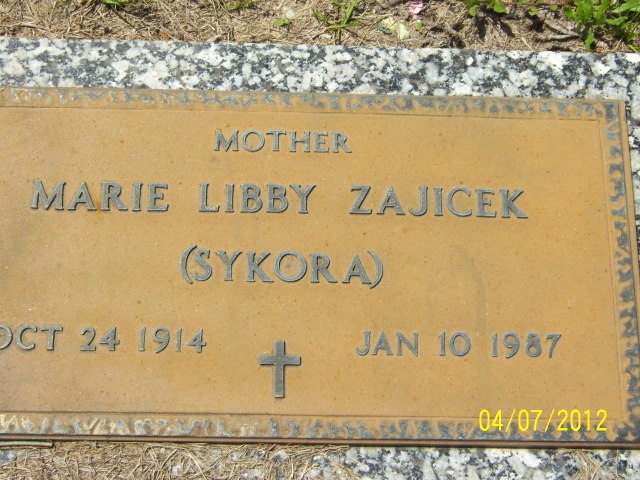 MOTHER
MARIE LIBBY ZAJICEK
(SYKORA)
OCT 24 1914 JAN 10 1987
04/07/2012